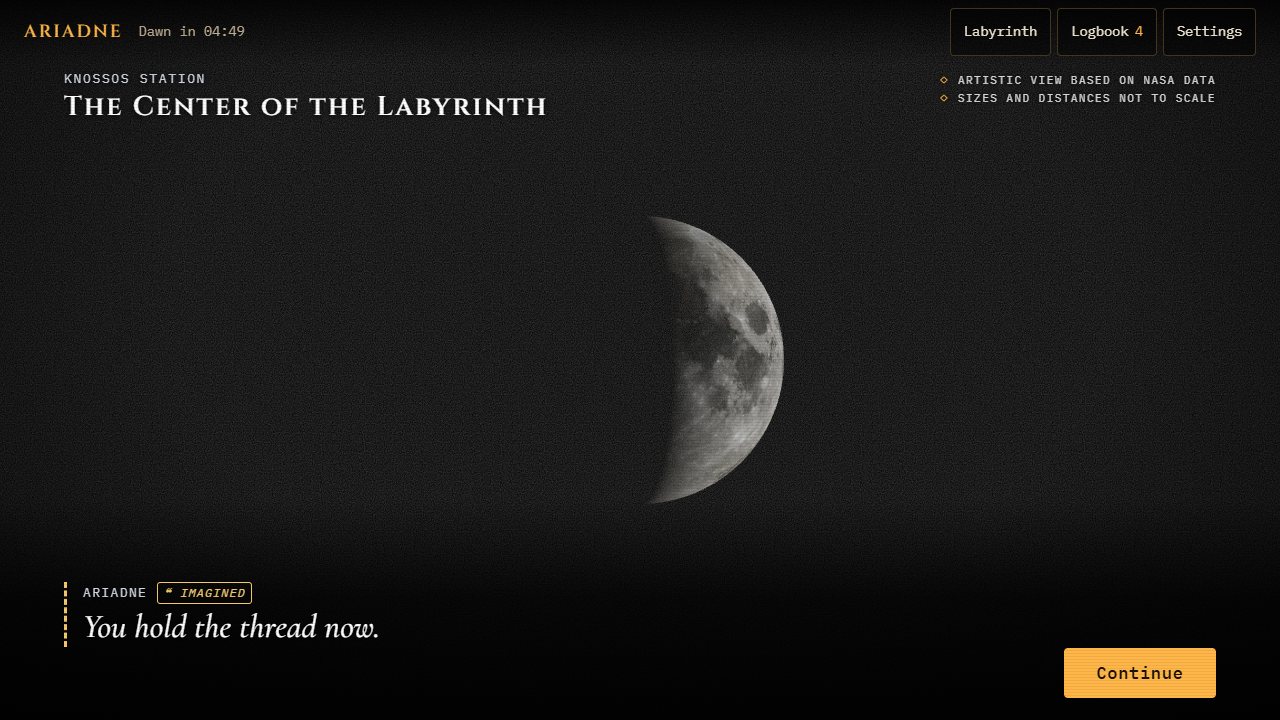 ARIADNE Dawn in 04:49
Labyrinth Logbook 4 Settings
KNOSSOS STATION
The Center of the Labyrinth
◇ ARTISTIC VIEW BASED ON NASA DATA
◇ SIZES AND DISTANCES NOT TO SCALE
ARIADNE ❝ IMAGINED
You hold the thread now.
Continue